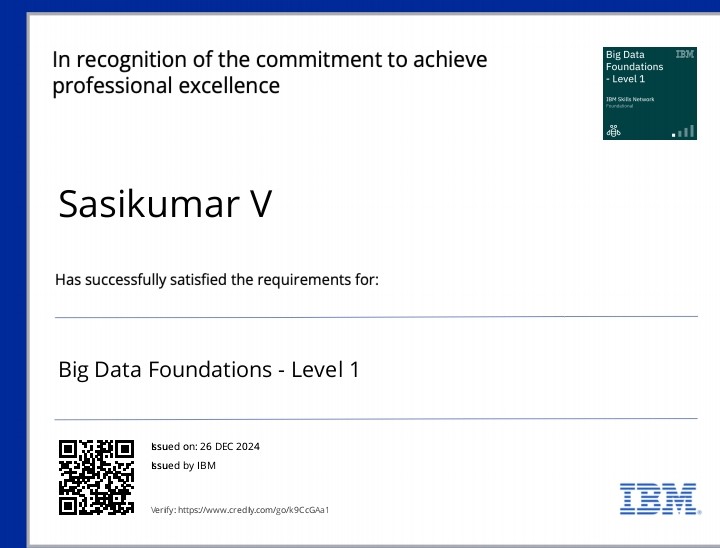 In recognition of the commitment to achieve
professional excellence
Big Data
Foundations
- Level 1
IBM
IBM Skills Network
Foundational
Sasikumar V
Has successfully satisfied the requirements for:
Big Data Foundations - Level 1
Issued on: 26 DEC 2024
Issued by IBM
Verify: https://www.credly.com/go/k9CcGAa1
IBM®